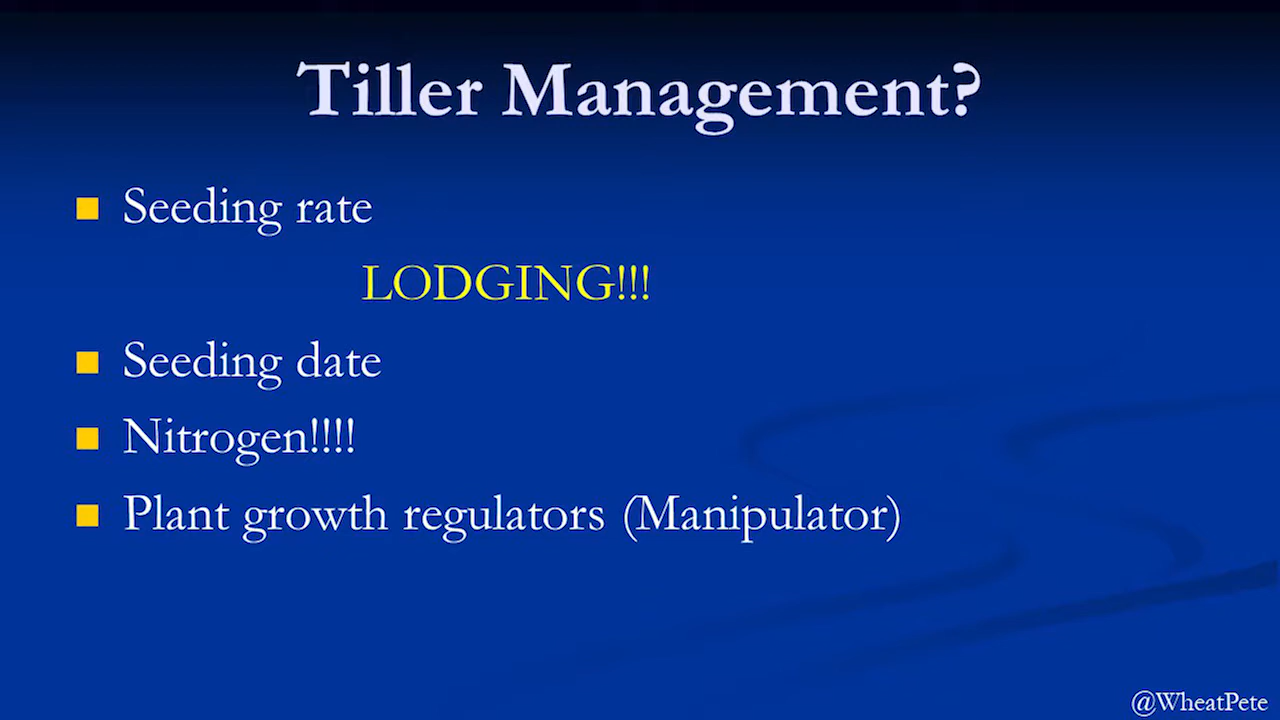 Tiller Management?
Seeding rate
LODGING!!!
Seeding date
Nitrogen!!!!
Plant growth regulators (Manipulator)
@WheatPete